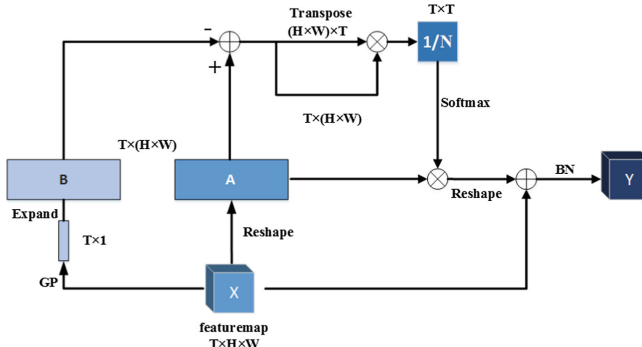 T×T
Transpose
(H×W)×T
-
+
1/N
T×(H×W)
Softmax
T×(H×W)
B
A
BN
Y
Expand
Reshape
T×1
Reshape
GP
X
featuremap
T×H×W